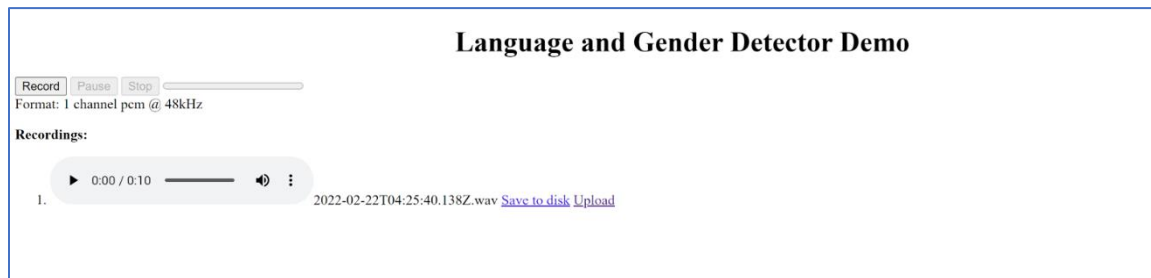 Language and Gender Detector Demo
Record Pause Stop
Format: 1 channel pcm @ 48kHz
Recordings:
0:00 / 0:10
1. 2022-02-22T04:25:40.138Z.wav Save to disk Upload